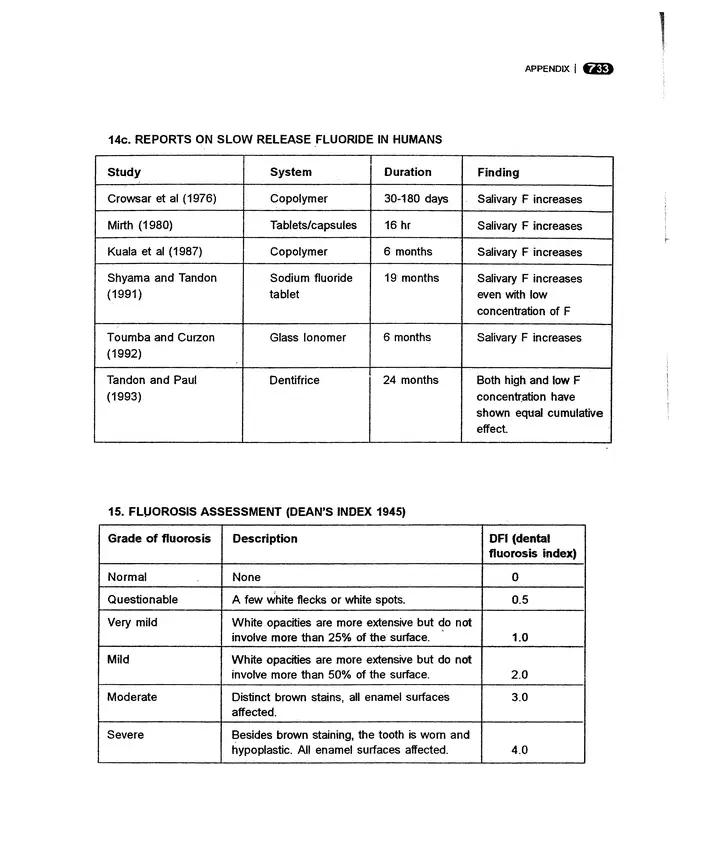 APPENDIX | 733
14c. REPORTS ON SLOW RELEASE FLUORIDE IN HUMANS
Study System Duration Finding
Crowsar et al (1976) Copolymer 30-180 days Salivary F increases
Mirth (1980) Tablets/capsules 16 hr Salivary F increases
Kuala et al (1987) Copolymer 6 months Salivary F increases
Shyama and Tandon Sodium fluoride 19 months Salivary F increases
(1991) tablet even with low
concentration of F
Toumba and Curzon Glass Ionomer 6 months Salivary F increases
(1992)
Tandon and Paul Dentifrice 24 months Both high and low F
(1993) concentration have
shown equal cumulative
effect.
15. FLUOROSIS ASSESSMENT (DEAN'S INDEX 1945)
Grade of fluorosis Description DFI (dental
fluorosis index)
Normal None 0
Questionable A few white flecks or white spots. 0.5
Very mild White opacities are more extensive but do not
involve more than 25% of the surface. 1.0
Mild White opacities are more extensive but do not
involve more than 50% of the surface. 2.0
Moderate Distinct brown stains, all enamel surfaces 3.0
affected.
Severe Besides brown staining, the tooth is worn and
hypoplastic. All enamel surfaces affected. 4.0